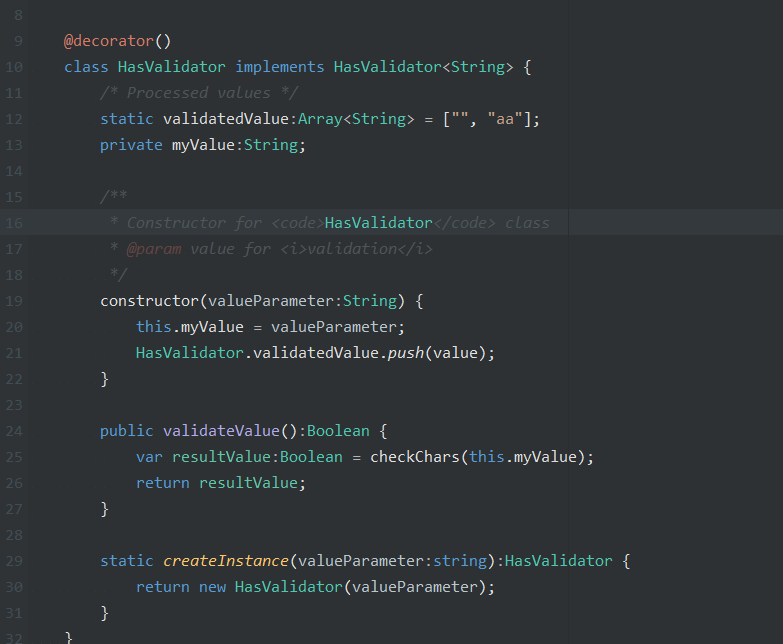 8
9 @decorator()
10 class HasValidator implements HasValidator<String> {
11 /* Processed values */
12 static validatedValue:Array<String> = ["", "aa"];
13 private myValue:String;
14
15 /**
16 * Constructor for <code>HasValidator</code> class
17 * @param value for <i>validation</i>
18 */
19 constructor(valueParameter:String) {
20 this.myValue = valueParameter;
21 HasValidator.validatedValue.push(value);
22 }
23
24 public validateValue():Boolean {
25 var resultValue:Boolean = checkChars(this.myValue);
26 return resultValue;
27 }
28
29 static createInstance(valueParameter:string):HasValidator {
30 return new HasValidator(valueParameter);
31 }
32 }